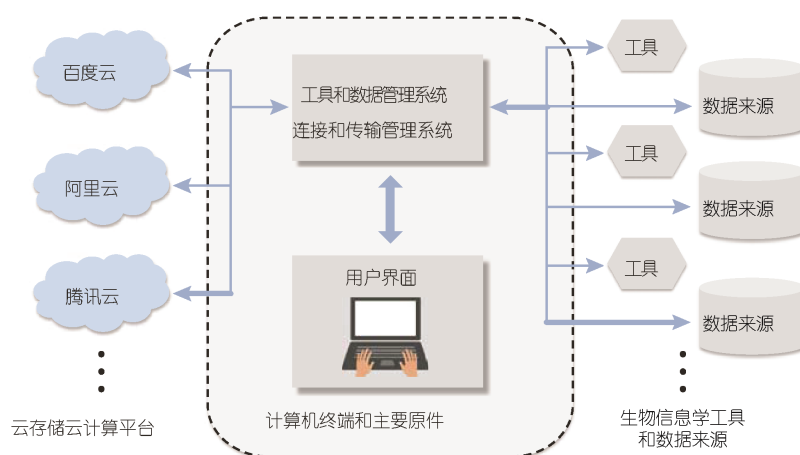 百度云
阿里云
腾讯云
云存储云计算平台
工具和数据管理系统
连接和传输管理系统
用户界面
计算机终端和主要原件
工具
数据来源
工具
数据来源
工具
数据来源
生物信息学工具
和数据来源